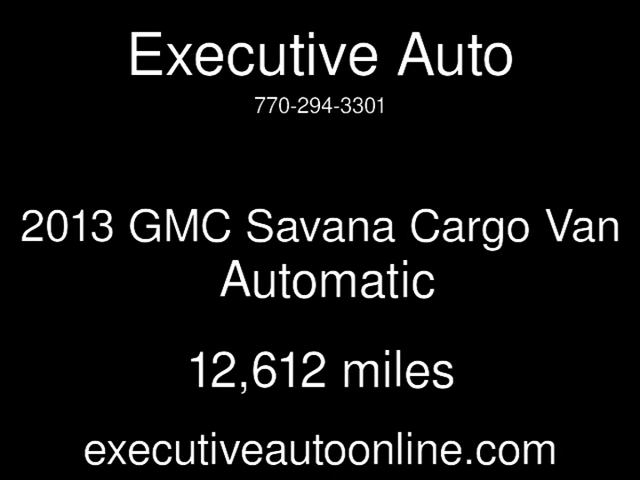 Executive Auto
770-294-3301
2013 GMC Savana Cargo Van
Automatic
12,612 miles
executiveautoonline.com